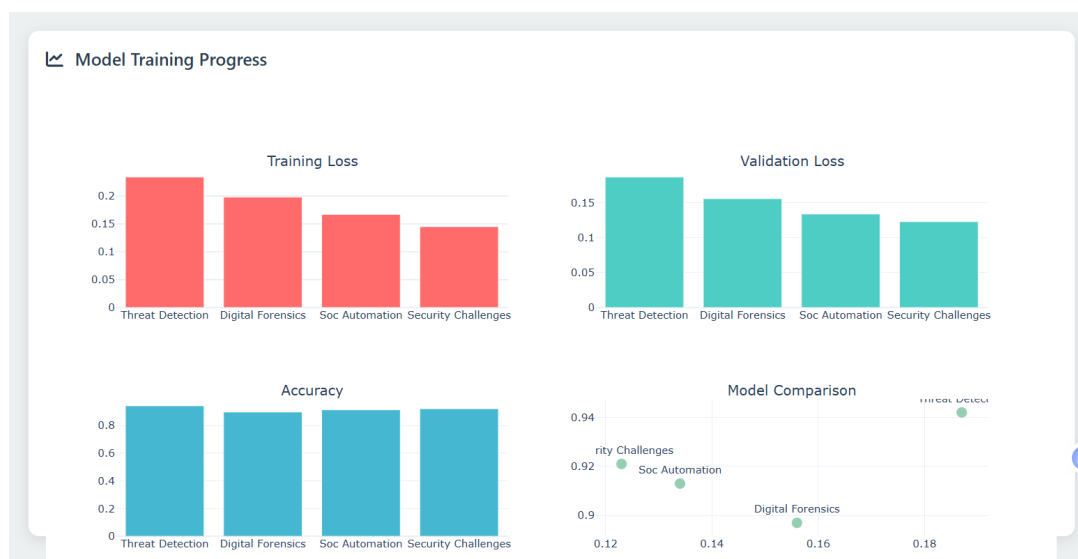 Model Training Progress
Training Loss
0.2
0.15
0.1
0.05
0
Threat Detection Digital Forensics Soc Automation Security Challenges
Validation Loss
0.15
0.1
0.05
0
Threat Detection Digital Forensics Soc Automation Security Challenges
Accuracy
0.8
0.6
0.4
0.2
0
Threat Detection Digital Forensics Soc Automation Security Challenges
Model Comparison
Threat Detect
0.94
rity Challenges
0.92
Soc Automation
Digital Forensics
0.9
0.12 0.14 0.16 0.18